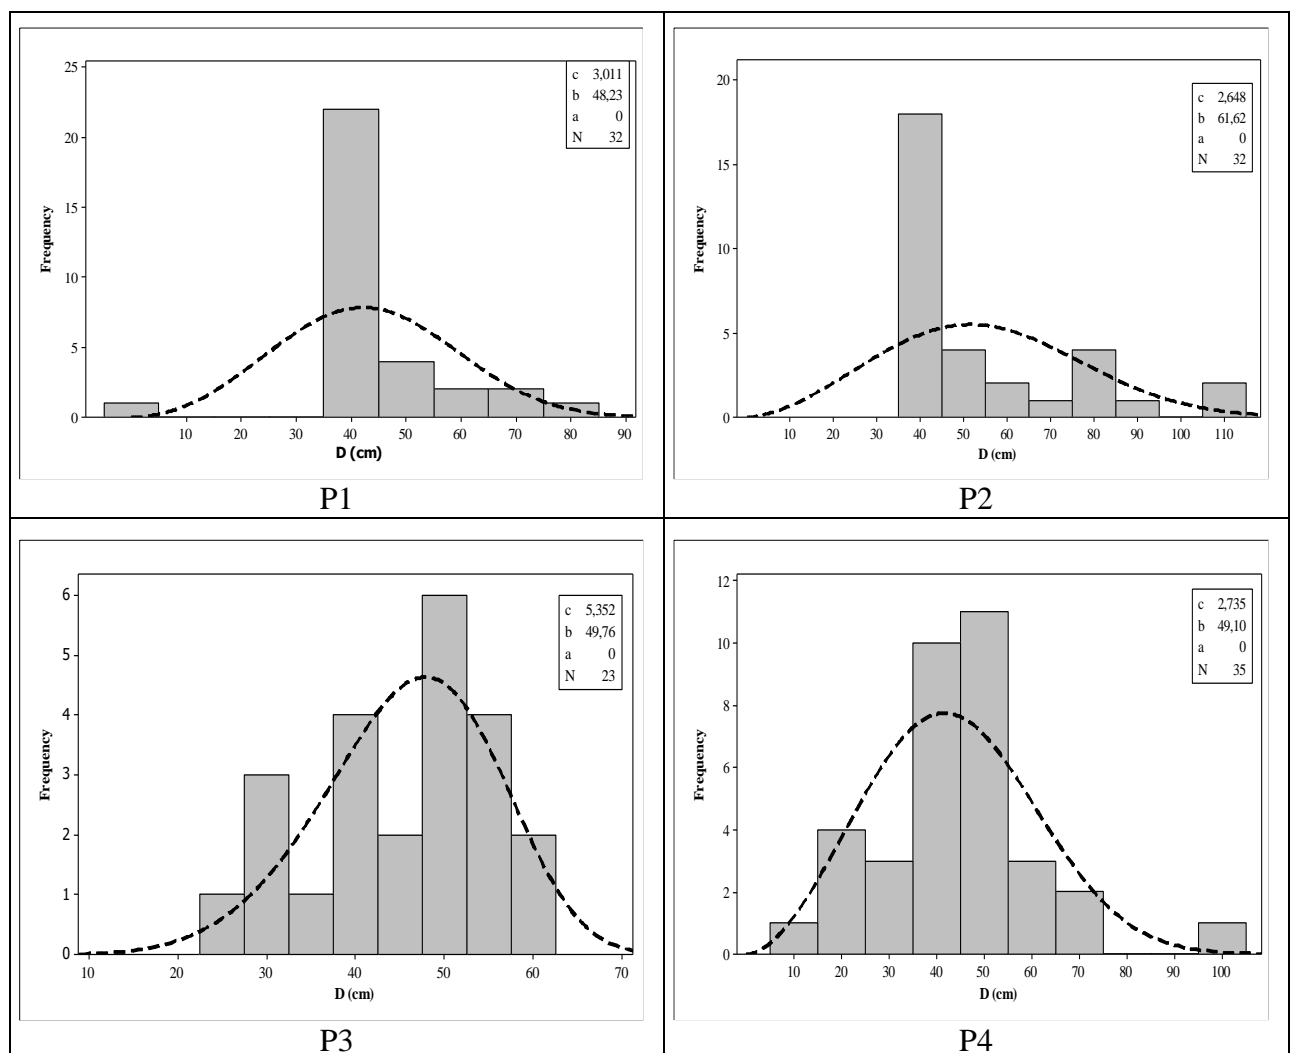 25
20
15
10
5
0
Frequency
c 3,011
b 48,23
a 0
N 32
10 20 30 40 50 60 70 80 90
D (cm)
P1
20
15
10
5
0
Frequency
c 2,648
b 61,62
a 0
N 32
10 20 30 40 50 60 70 80 90 100 110
D (cm)
P2
6
5
4
3
2
1
0
Frequency
c 5,352
b 49,76
a 0
N 23
10 20 30 40 50 60 70
D (cm)
P3
12
10
8
6
4
2
0
Frequency
c 2,735
b 49,10
a 0
N 35
10 20 30 40 50 60 70 80 90 100
D (cm)
P4